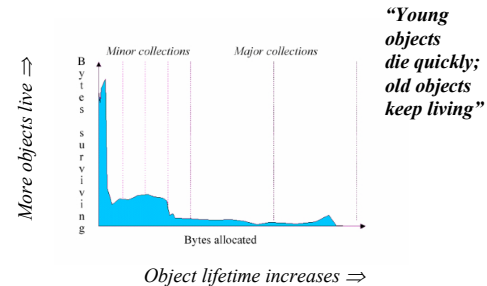 “Young
objects
die quickly;
old objects
keep living”
Minor collections
Major collections
More objects live ⇒
Bytes surviving
Bytes allocated
Object lifetime increases ⇒